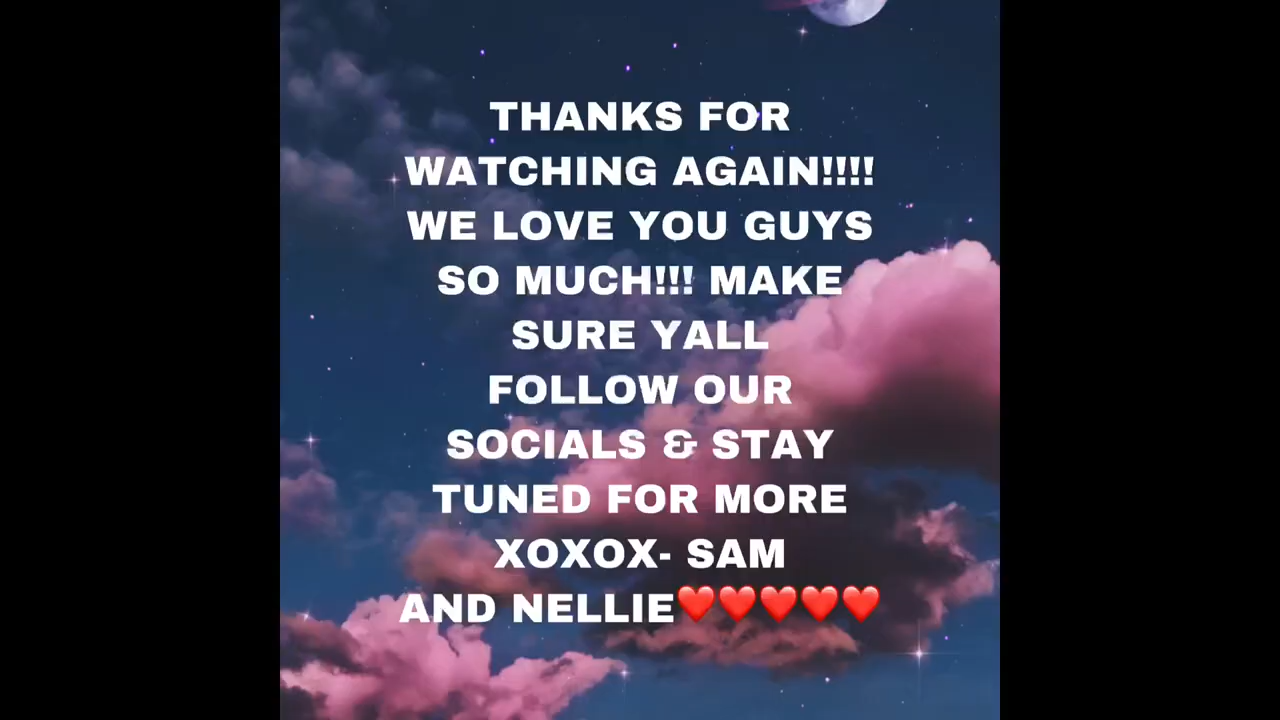 THANKS FOR
WATCHING AGAIN!!!!
WE LOVE YOU GUYS
SO MUCH!!! MAKE
SURE YALL
FOLLOW OUR
SOCIALS & STAY
TUNED FOR MORE
XOXOX- SAM
AND NELLIE❤️❤️❤️❤️❤️